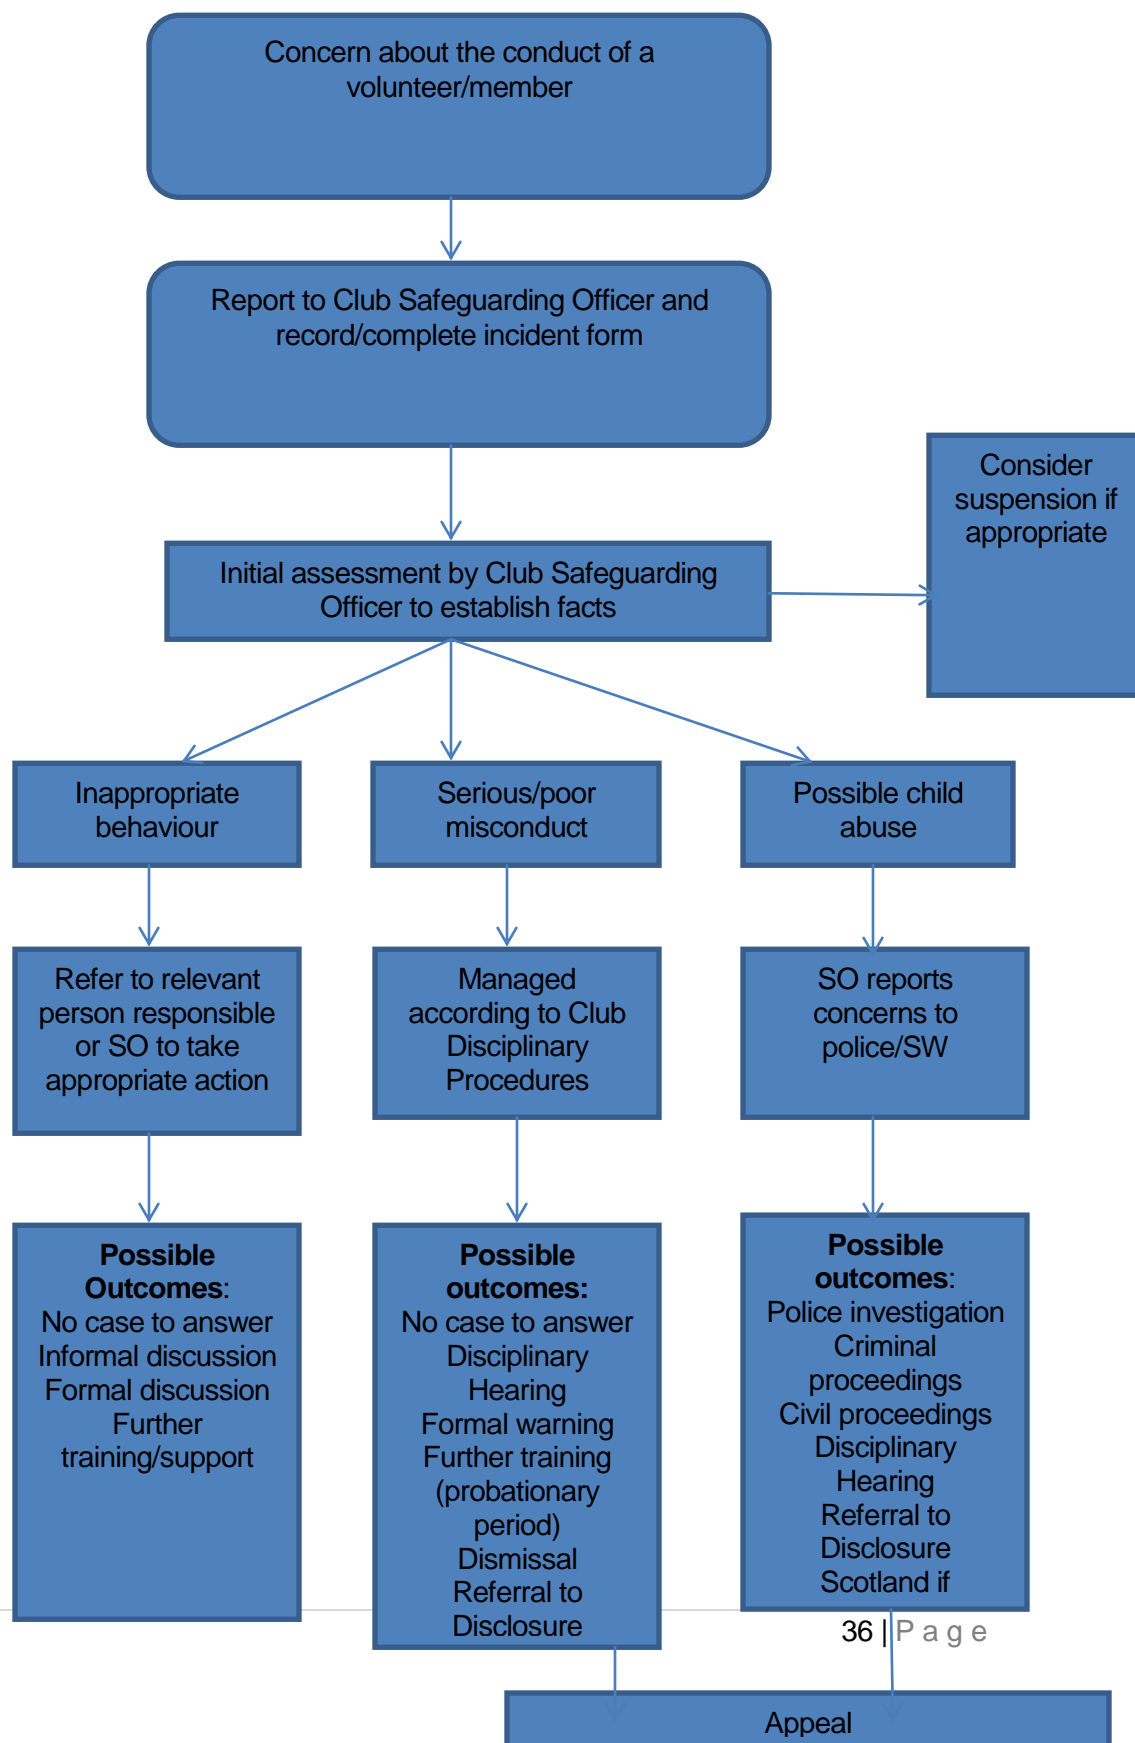 Concern about the conduct of a
volunteer/member
Report to Club Safeguarding Officer and
record/complete incident form
Consider
suspension if
appropriate
Initial assessment by Club Safeguarding
Officer to establish facts
Inappropriate
behaviour
Serious/poor
misconduct
Possible child
abuse
Refer to relevant
person responsible
or SO to take
appropriate action
Managed
according to Club
Disciplinary
Procedures
SO reports
concerns to
police/SW
Possible
Outcomes:
No case to answer
Informal discussion
Formal discussion
Further
training/support
Possible
outcomes:
No case to answer
Disciplinary
Hearing
Formal warning
Further training
(probationary
period)
Dismissal
Referral to
Disclosure
Possible
outcomes:
Police investigation
Criminal
proceedings
Civil proceedings
Disciplinary
Hearing
Referral to
Disclosure
Scotland if
36 | P a g e
Appeal